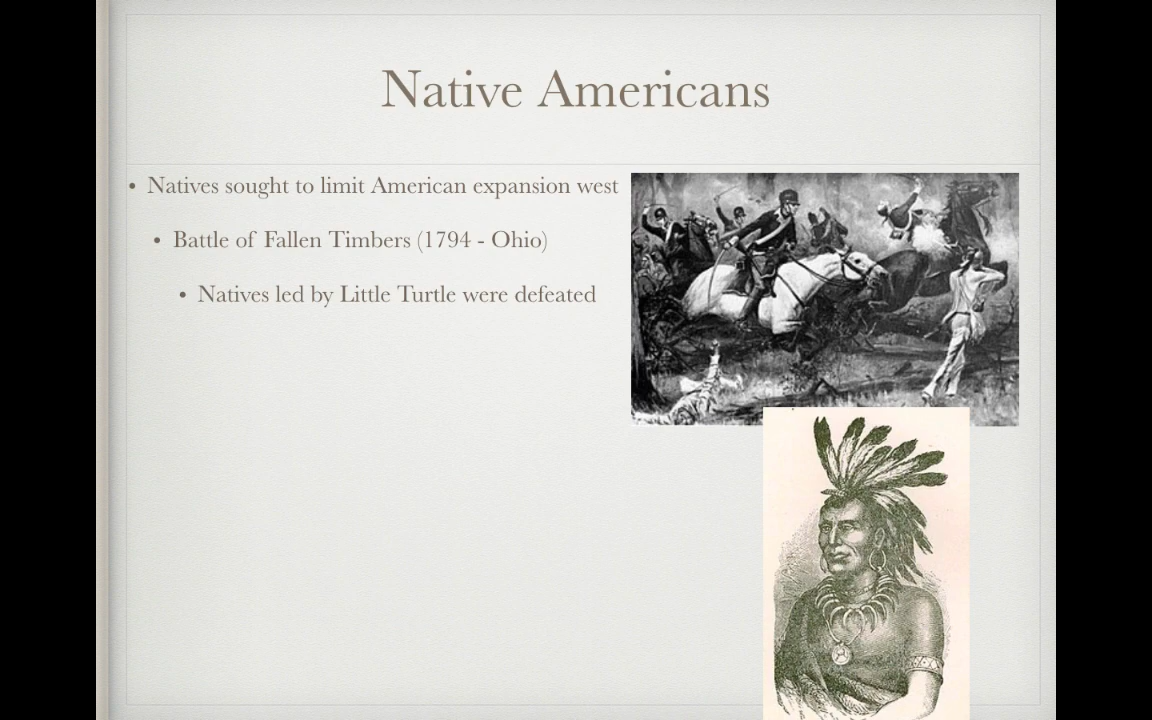 Native Americans
• Natives sought to limit American expansion west
• Battle of Fallen Timbers (1794 - Ohio)
• Natives led by Little Turtle were defeated